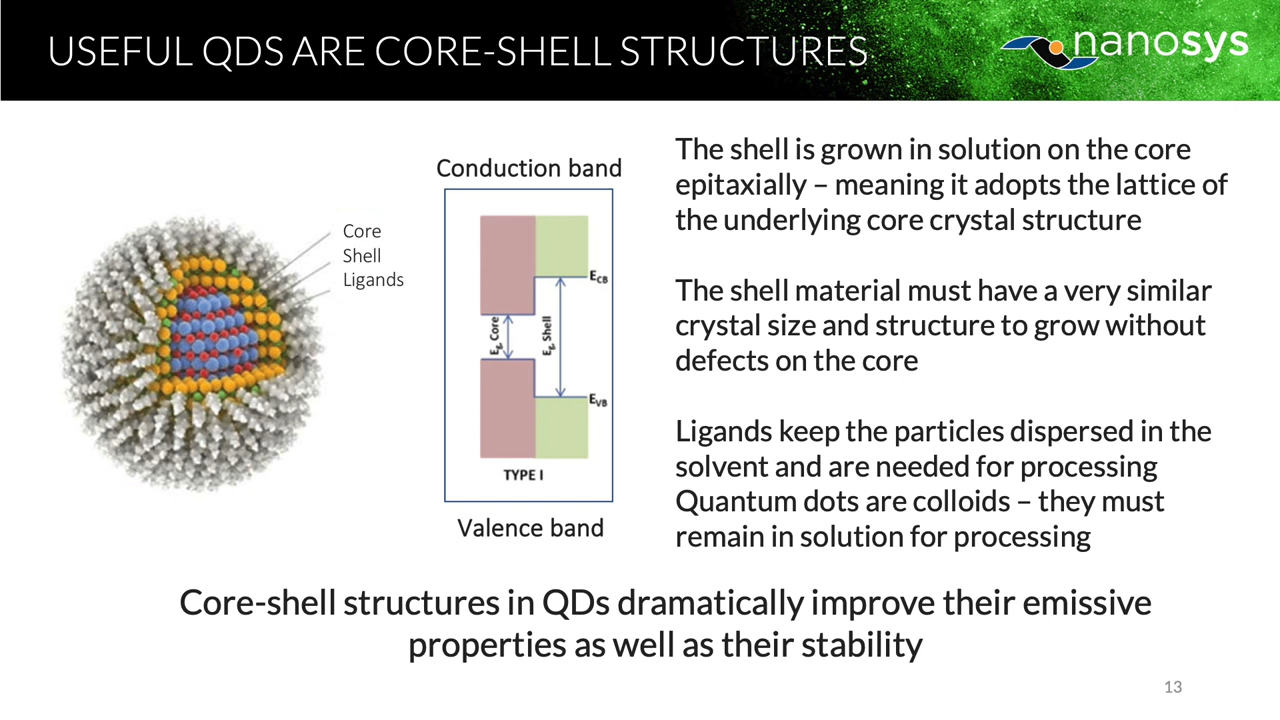 USEFUL QDS ARE CORE-SHELL STRUCTURES
nanosys
Core
Shell
Ligands
Conduction band
E_CB
E_g, Core
E_g, Shell
E_VB
TYPE I
Valence band
The shell is grown in solution on the core
epitaxially – meaning it adopts the lattice of
the underlying core crystal structure
The shell material must have a very similar
crystal size and structure to grow without
defects on the core
Ligands keep the particles dispersed in the
solvent and are needed for processing
Quantum dots are colloids – they must
remain in solution for processing
Core-shell structures in QDs dramatically improve their emissive
properties as well as their stability
13